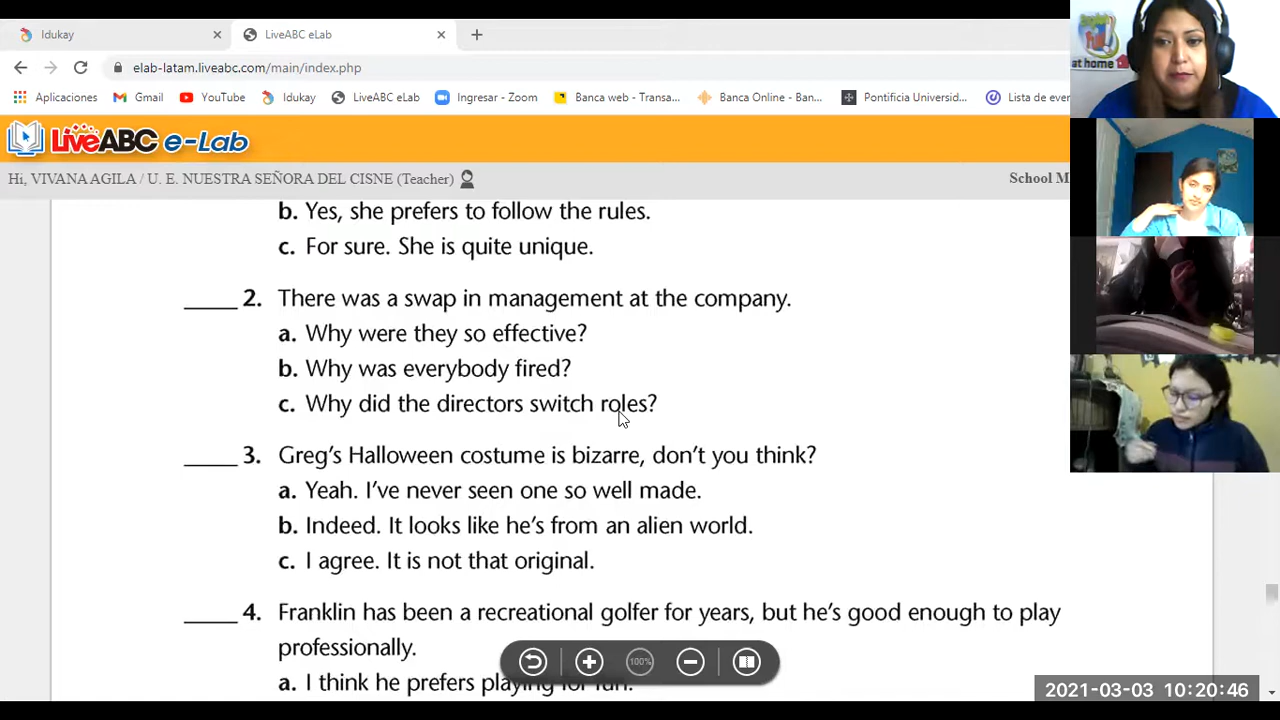 Idukay
LiveABC eLab
elab-latam.liveabc.com/main/index.php
Aplicaciones
Gmail
YouTube
Idukay
LiveABC eLab
Ingresar - Zoom
Banca web - Transa...
Banca Online - Ban...
Pontificia Universid...
Lista de ever
at home
LiveABC e-Lab
Hi, VIVANA AGILA / U. E. NUESTRA SEÑORA DEL CISNE (Teacher)
School M
b. Yes, she prefers to follow the rules.
c. For sure. She is quite unique.
_____ 2. There was a swap in management at the company.
a. Why were they so effective?
b. Why was everybody fired?
c. Why did the directors switch roles?
_____ 3. Greg's Halloween costume is bizarre, don't you think?
a. Yeah. I've never seen one so well made.
b. Indeed. It looks like he's from an alien world.
c. I agree. It is not that original.
_____ 4. Franklin has been a recreational golfer for years, but he's good enough to play
professionally.
100%
a. I think he prefers playing for fun.
2021-03-03 10:20:46